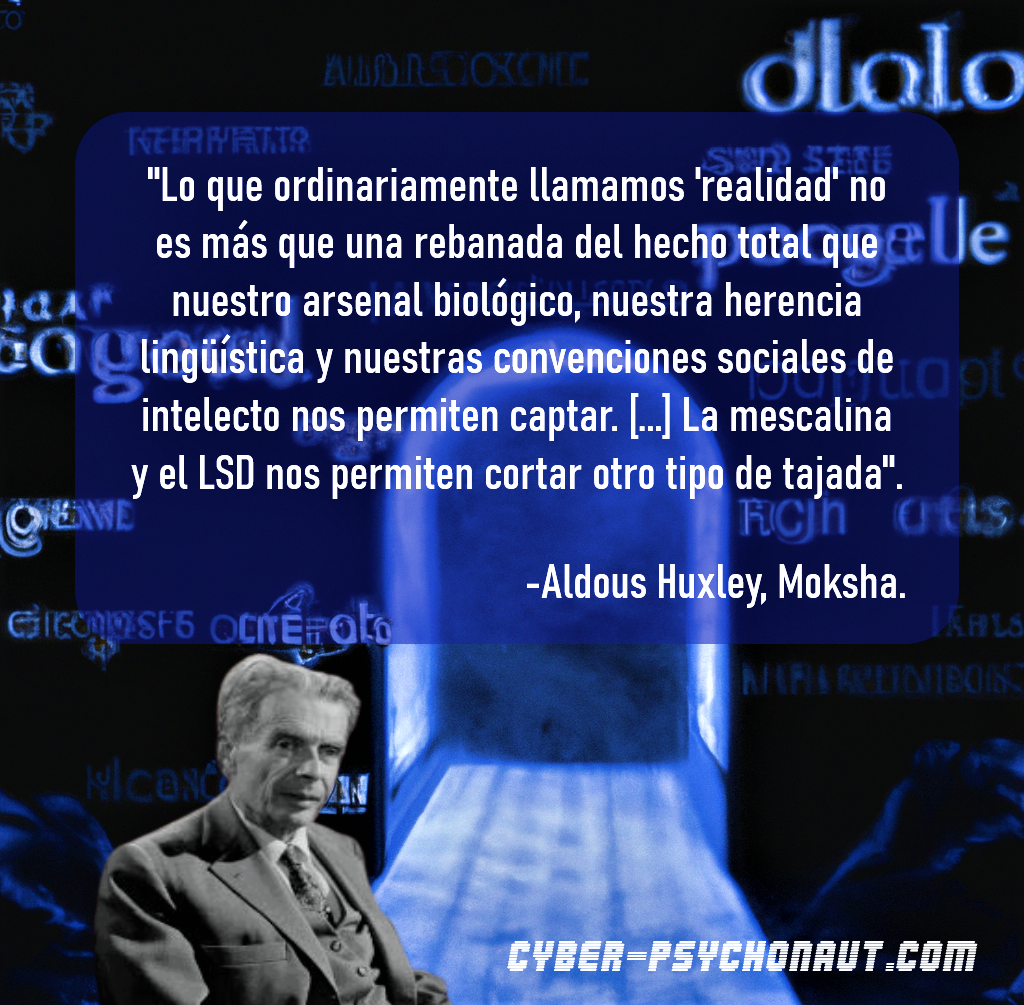 "Lo que ordinariamente llamamos 'realidad' no
es más que una rebanada del hecho total que
nuestro arsenal biológico, nuestra herencia
lingüística y nuestras convenciones sociales de
intelecto nos permiten captar. [...] La mescalina
y el LSD nos permiten cortar otro tipo de tajada".
-Aldous Huxley, Moksha.
CYBER-PSYCHONAUT.COM